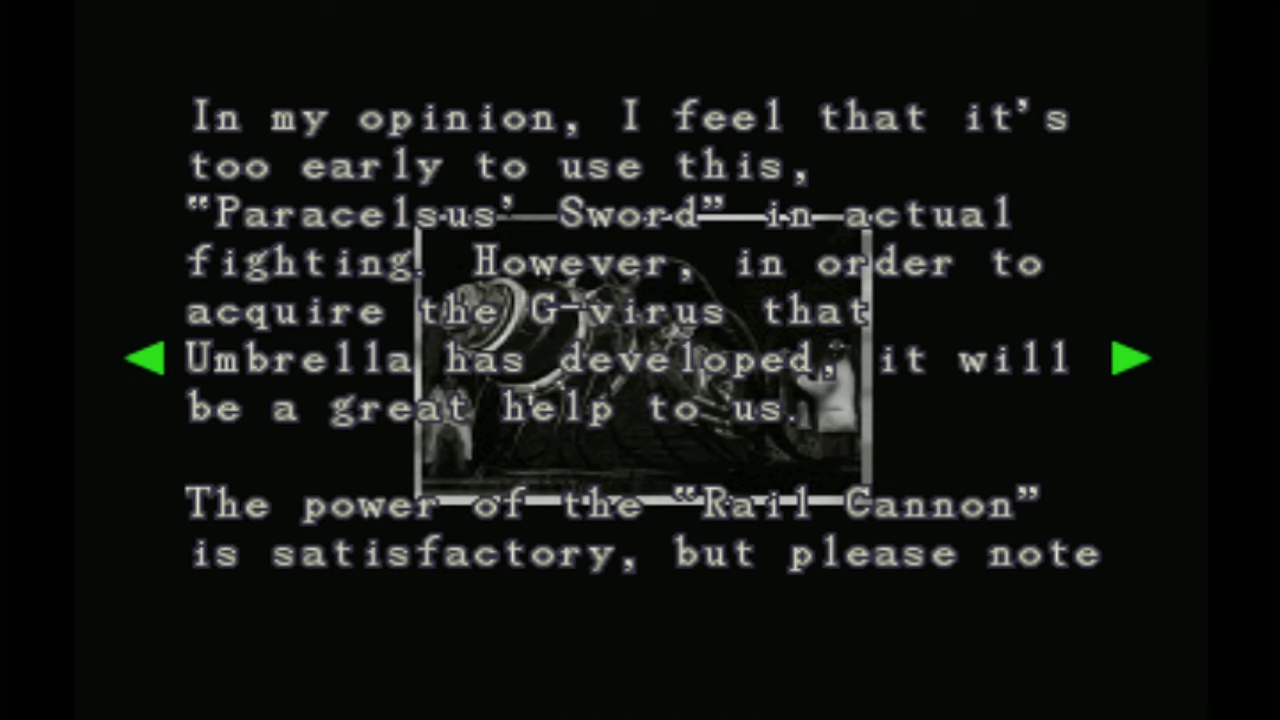 In my opinion, I feel that it's
too early to use this,
“Paracelsus' Sword” in actual
fighting. However, in order to
acquire the G-virus that
Umbrella has developed, it will
be a great help to us.
The power of the “Rail Cannon”
is satisfactory, but please note